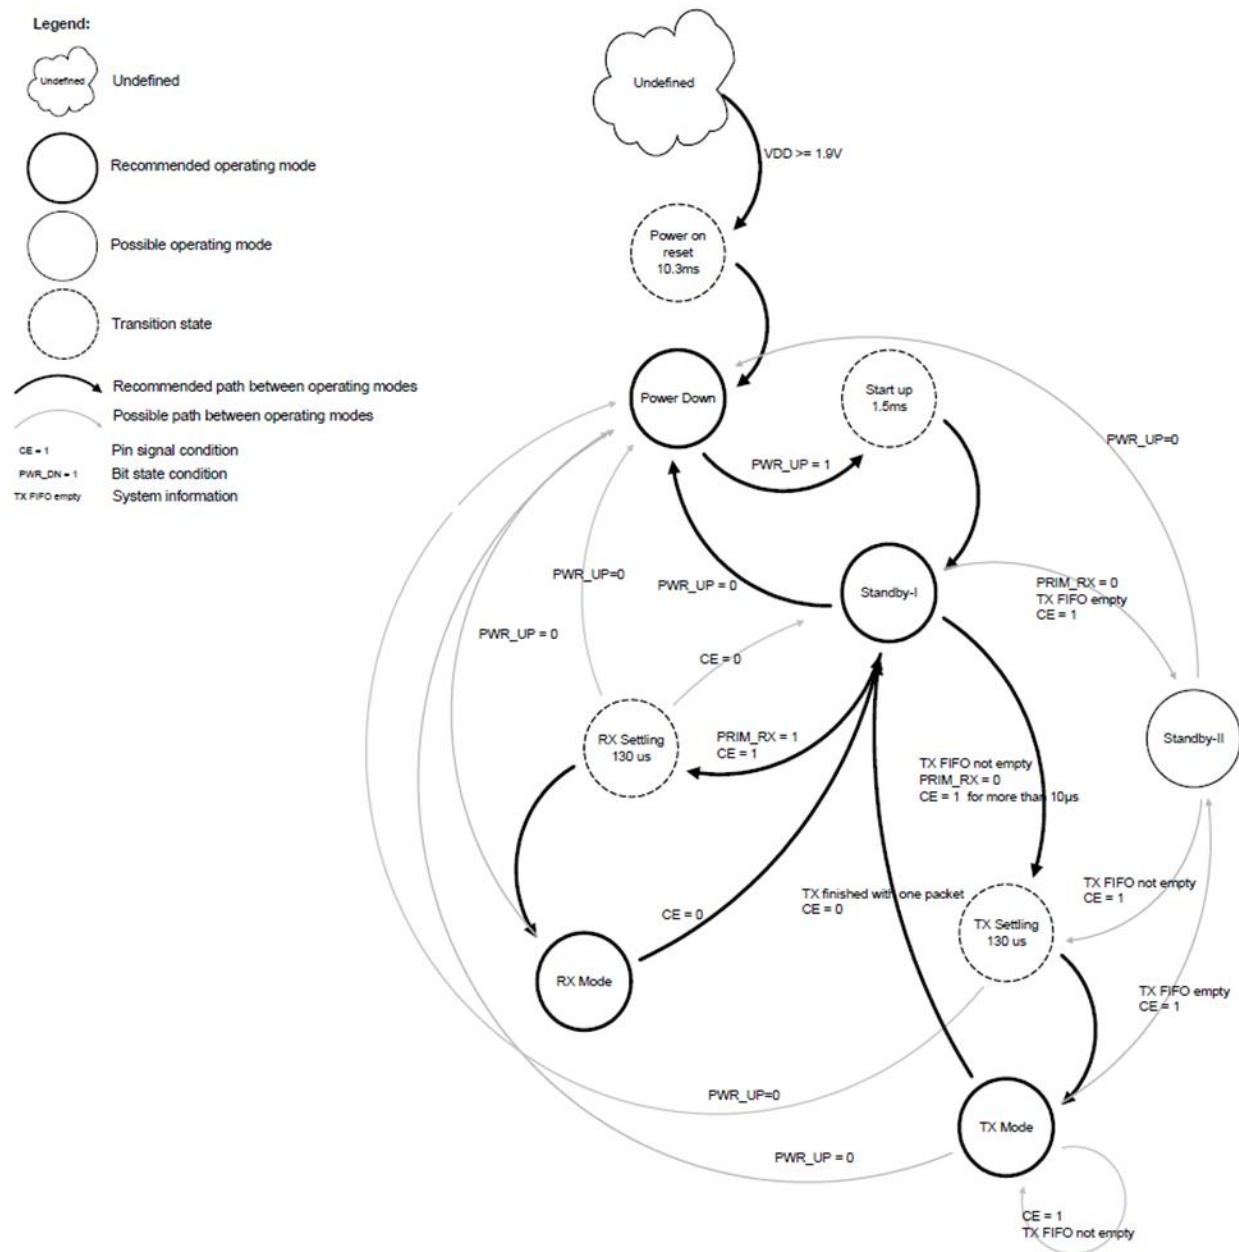 Legend:
Undefined
Undefined
Recommended operating mode
Possible operating mode
Transition state
Recommended path between operating modes
Possible path between operating modes
CE = 1 Pin signal condition
PWR_DN = 1 Bit state condition
TX FIFO empty System information
Undefined
VDD >= 1.9V
Power on
reset
10.3ms
Power Down
Start up
1.5ms
PWR_UP = 1
PWR_UP=0
PWR_UP=0
PWR_UP = 0
Standby-I
PRIM_RX = 0
TX FIFO empty
CE = 1
PWR_UP = 0
CE = 0
RX Settling
130 us
PRIM_RX = 1
CE = 1
Standby-II
TX FIFO not empty
PRIM_RX = 0
CE = 1 for more than 10µs
TX finished with one packet
CE = 0
CE = 0
TX FIFO not empty
CE = 1
TX Settling
130 us
RX Mode
TX FIFO empty
CE = 1
PWR_UP=0
TX Mode
PWR_UP = 0
CE = 1
TX FIFO not empty